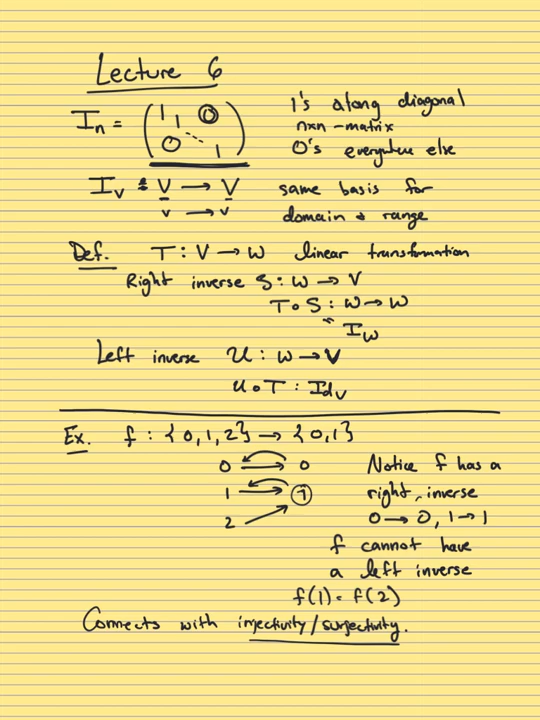 Lecture 6
Iₙ = ( 1 1 0 0 ⋱ 1 ) 1's along diagonal
nxn -matrix
0's everywhere else
I_V : V → V same basis for
v → v domain & range
Def. T : V → W linear transformation
Right inverse S : W → V
T∘S : W → W
I_W
Left inverse U : W → V
U∘T : Id_V
Ex. f : {0,1,2} → {0,1}
0 → 0 Notice f has a
1 → 1 right inverse
2 0 → 0, 1 → 1
f cannot have
a left inverse
f(1) = f(2)
Connects with injectivity/surjectivity.